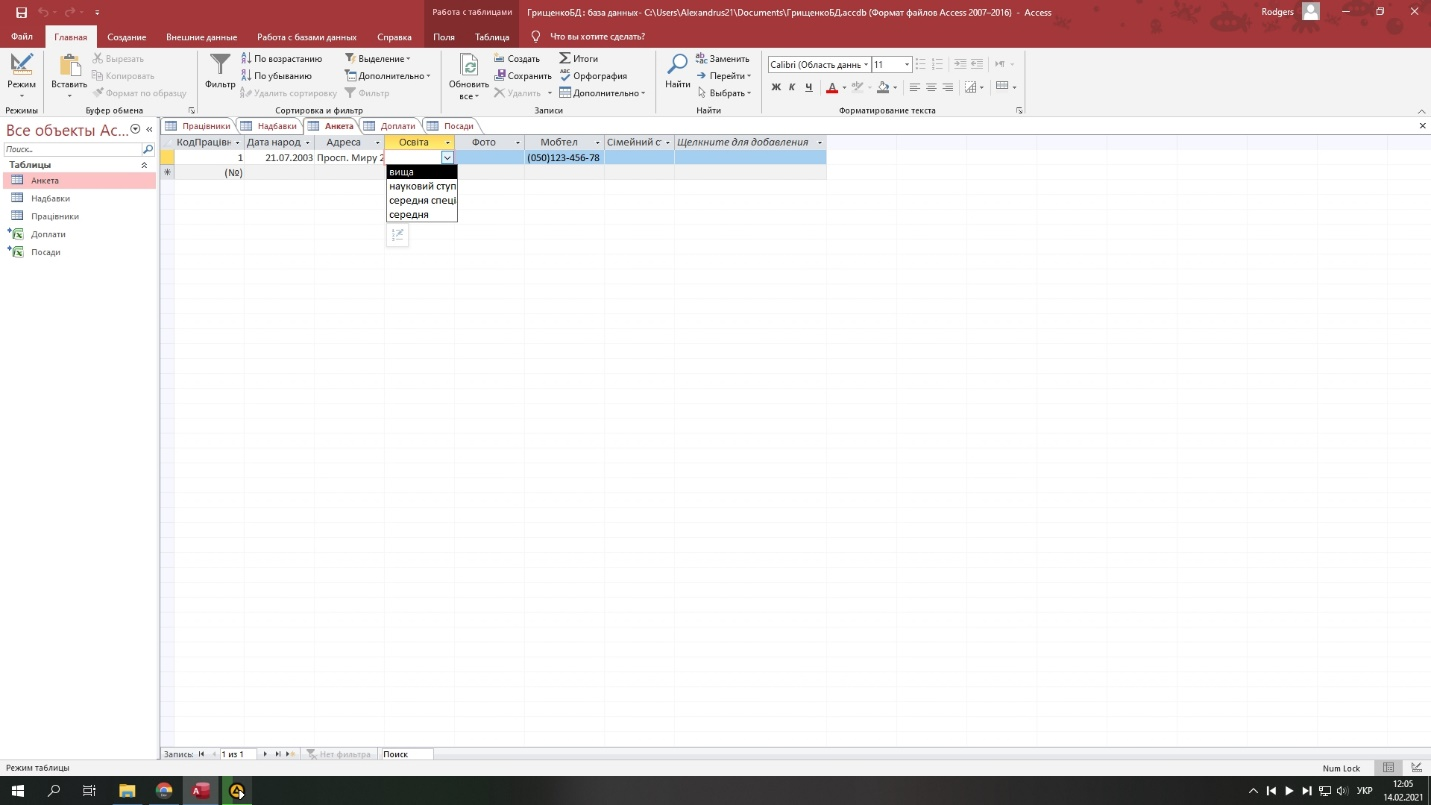 Работа с таблицами ГрищенкоБД : база данных- C:\Users\Alexandrus21\Documents\ГрищенкоБД.accdb (Формат файлов Access 2007–2016) - Access Rodgers
Файл Главная Создание Внешние данные Работа с базами данных Справка Поля Таблица Что вы хотите сделать?
Режим Вставить Вырезать Копировать Формат по образцу
Фильтр По возрастанию По убыванию Удалить сортировку Выделение Дополнительно Фильтр
Обновить все Создать Сохранить Удалить Итоги Орфография Дополнительно
Найти Заменить Перейти Выбрать
Calibri (Область данн 11
Ж К Ч А
Режимы Буфер обмена Сортировка и фильтр Записи Найти Форматирование текста
Все объекты Ac... «
Поиск...
Таблицы
Анкета
Надбавки
Працівники
Доплати
Посади
Працівники Надбавки Анкета Доплати Посади
КодПраців Дата народ Адреса Освіта Фото Мобтел Сімейний с Щелкните для добавления
1 21.07.2003 Просп. Миру 2 (050)123-456-78
(№)
вища
науковий ступ
середня спеці
середня
Запись: 1 из 1 Нет фильтра Поиск
Режим таблицы Num Lock
УКР 12:05
14.02.2021